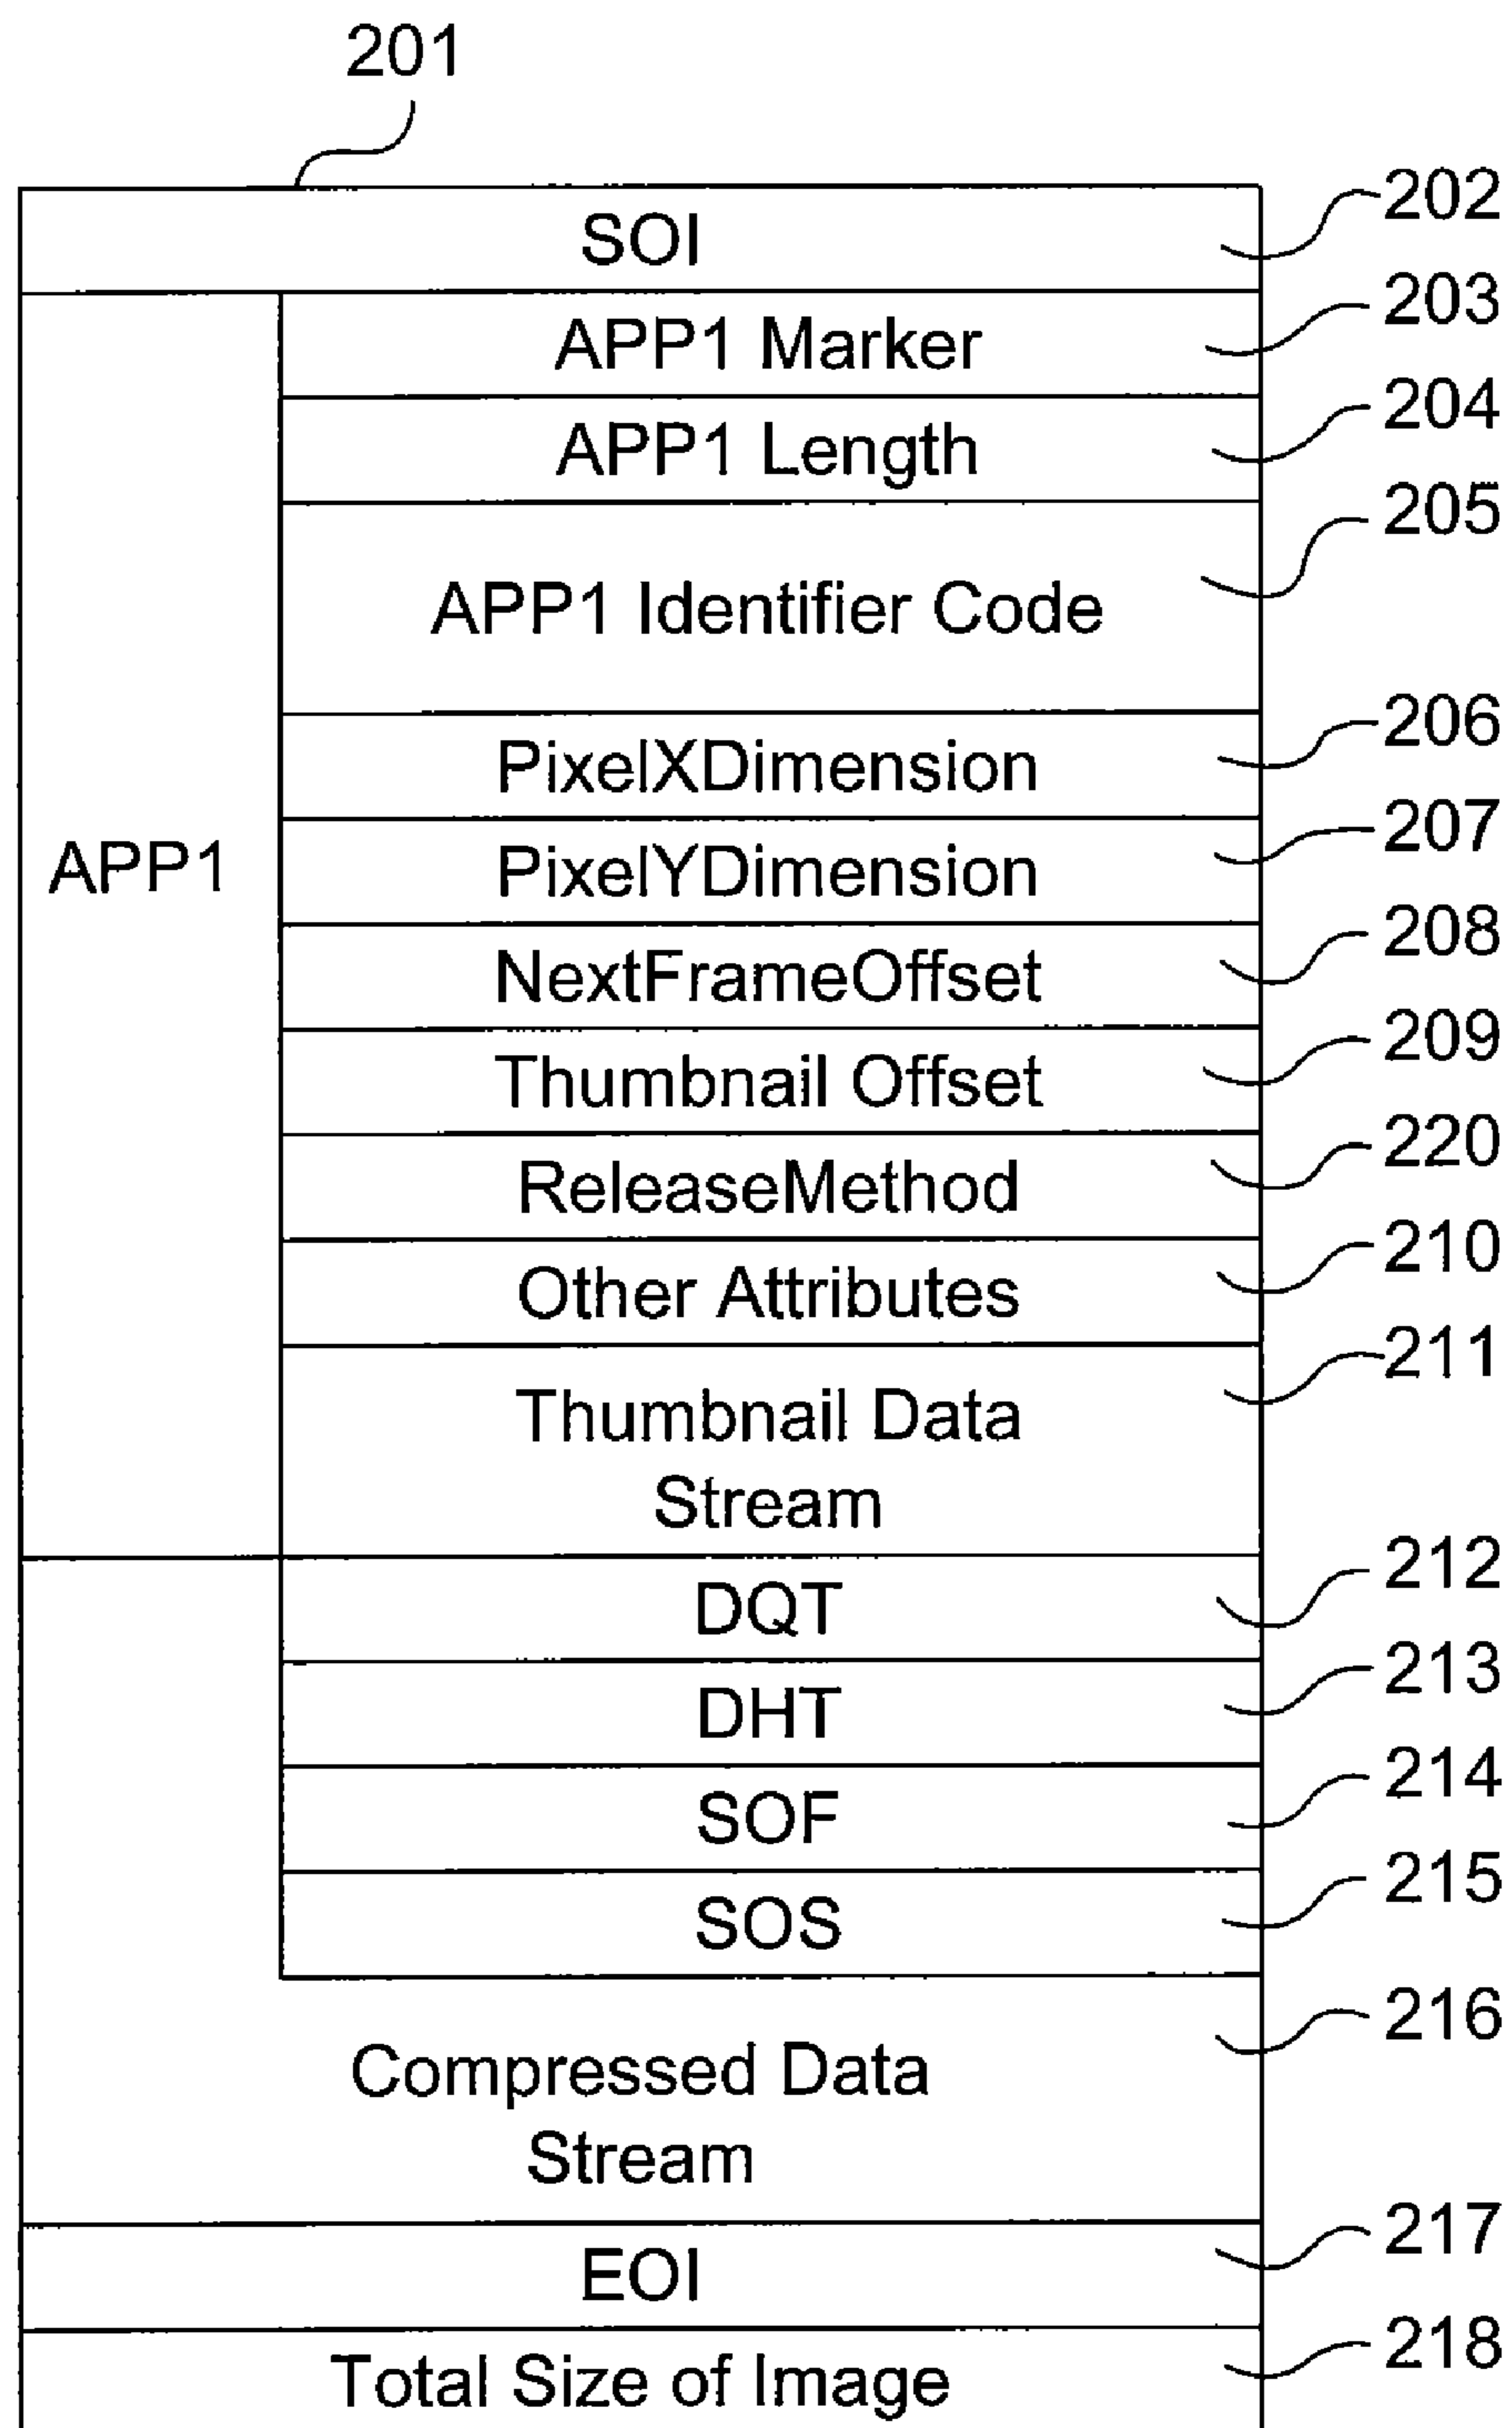 201
SOI 202
APP1 Marker 203
APP1 Length 204
APP1 Identifier Code 205
PixelXDimension 206
APP1
PixelYDimension 207
NextFrameOffset 208
Thumbnail Offset 209
ReleaseMethod 220
Other Attributes 210
Thumbnail Data 211
Stream
DQT 212
DHT 213
SOF 214
SOS 215
Compressed Data 216
Stream
EOI 217
Total Size of Image 218